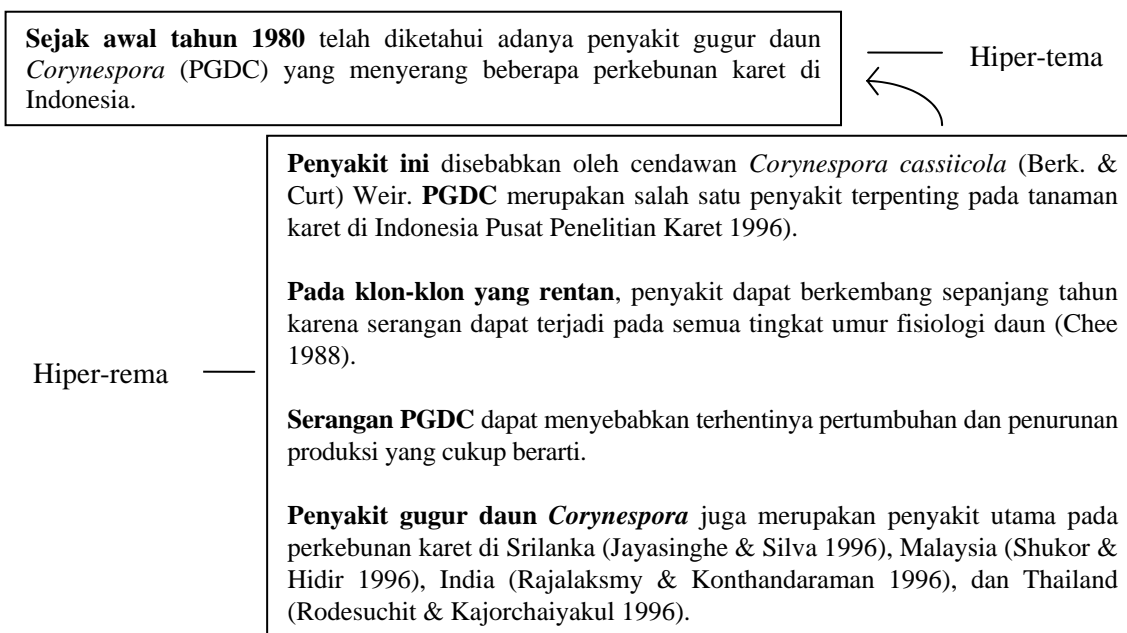 Sejak awal tahun 1980 telah diketahui adanya penyakit gugur daun
Corynespora (PGDC) yang menyerang beberapa perkebunan karet di
Indonesia.
Hiper-tema
Penyakit ini disebabkan oleh cendawan Corynespora cassiicola (Berk. &
Curt) Weir. PGDC merupakan salah satu penyakit terpenting pada tanaman
karet di Indonesia Pusat Penelitian Karet 1996).
Pada klon-klon yang rentan, penyakit dapat berkembang sepanjang tahun
karena serangan dapat terjadi pada semua tingkat umur fisiologi daun (Chee
1988).
Hiper-rema
Serangan PGDC dapat menyebabkan terhentinya pertumbuhan dan penurunan
produksi yang cukup berarti.
Penyakit gugur daun Corynespora juga merupakan penyakit utama pada
perkebunan karet di Srilanka (Jayasinghe & Silva 1996), Malaysia (Shukor &
Hidir 1996), India (Rajalaksmy & Konthandaraman 1996), dan Thailand
(Rodesuchit & Kajorchaiyakul 1996).